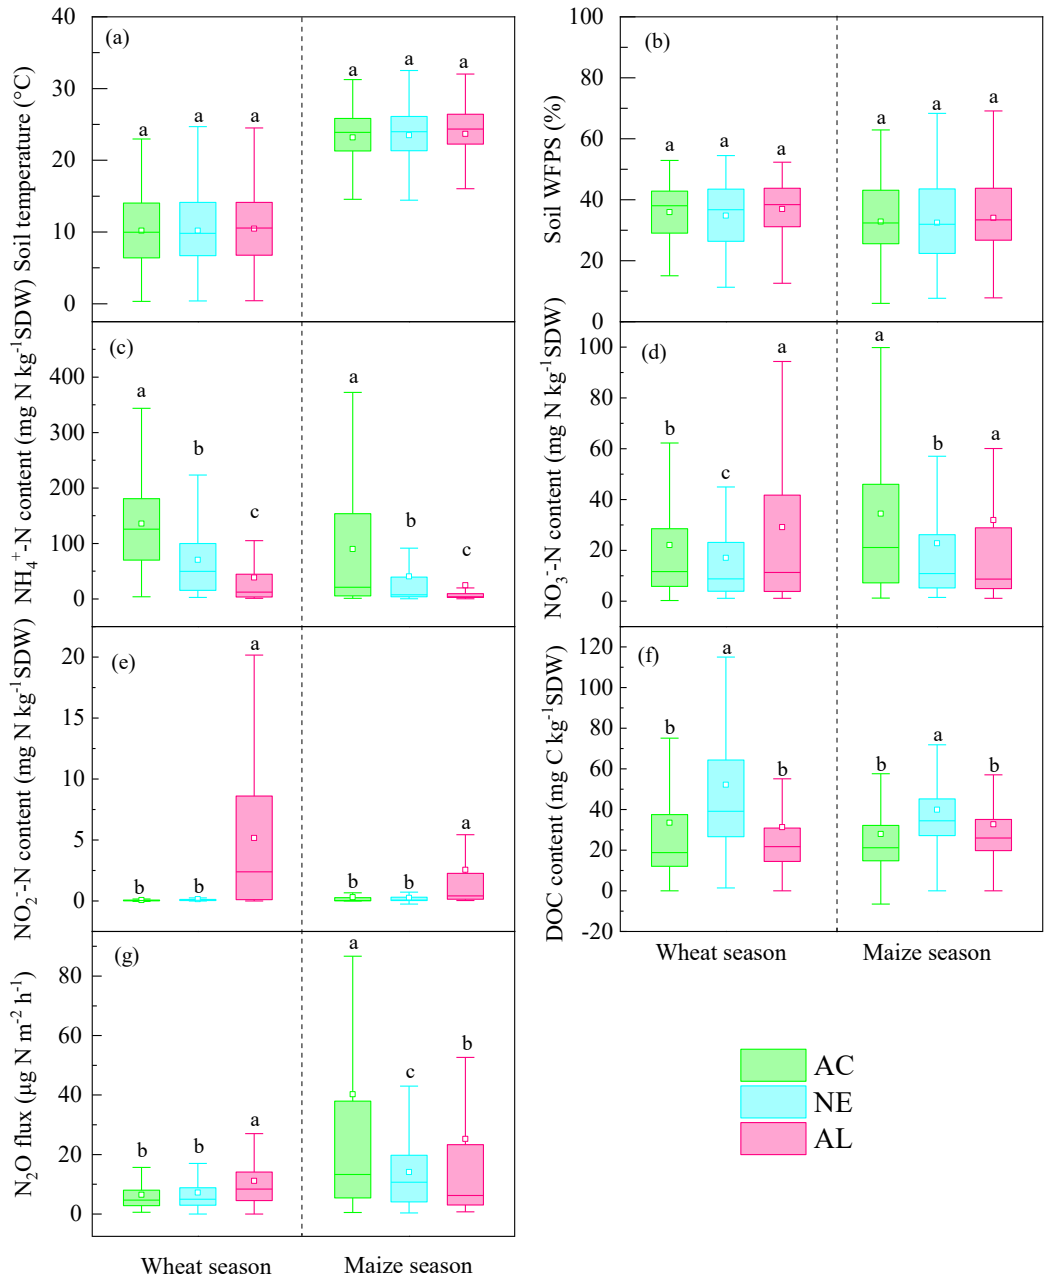 (a)
Soil temperature (°C)
40
30
20
10
0
a a a a a a
(b)
Soil WFPS (%)
100
80
60
40
20
0
a a a a a a
(c)
NH₄⁺-N content (mg N kg⁻¹SDW)
400
300
200
100
0
a b c a b c
(d)
NO₃⁻-N content (mg N kg⁻¹SDW)
100
80
60
40
20
0
b c a a b a
(e)
NO₂⁻-N content (mg N kg⁻¹SDW)
20
15
10
5
0
b b a b b a
(f)
DOC content (mg C kg⁻¹SDW)
120
100
80
60
40
20
0
-20
b a b b a b
Wheat season Maize season
(g)
N₂O flux (μg N m⁻² h⁻¹)
80
60
40
20
0
b b a a c b
Wheat season Maize season
AC
NE
AL